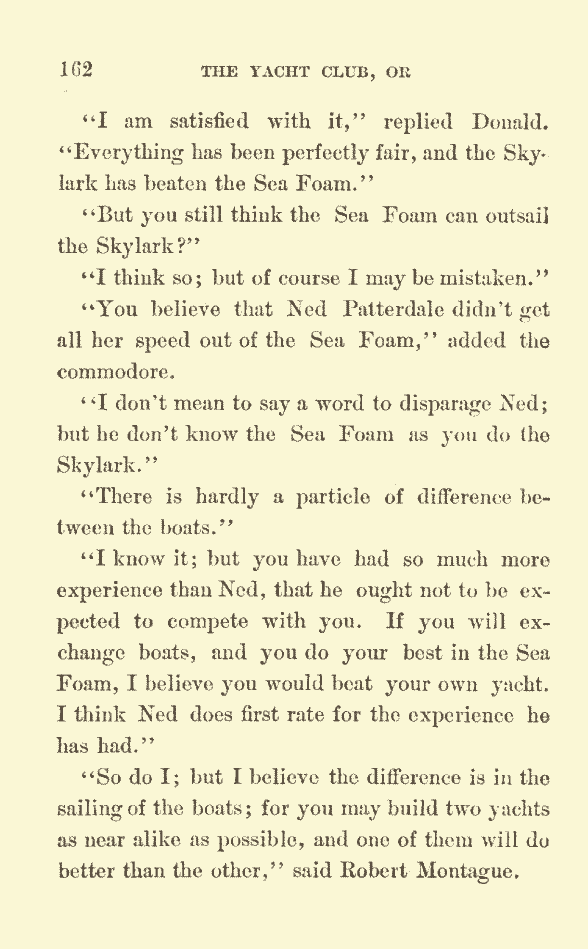 162 THE YACHT CLUB, OR
“I am satisfied with it,” replied Donald.
“Everything has been perfectly fair, and the Sky-
lark has beaten the Sea Foam.”
“But you still think the Sea Foam can outsail
the Skylark?”
“I think so; but of course I may be mistaken.”
“You believe that Ned Patterdale didn’t get
all her speed out of the Sea Foam,” added the
commodore.
“I don’t mean to say a word to disparage Ned;
but he don’t know the Sea Foam as you do the
Skylark.”
“There is hardly a particle of difference be-
tween the boats.”
“I know it; but you have had so much more
experience than Ned, that he ought not to be ex-
pected to compete with you. If you will ex-
change boats, and you do your best in the Sea
Foam, I believe you would beat your own yacht.
I think Ned does first rate for the experience he
has had.”
“So do I; but I believe the difference is in the
sailing of the boats; for you may build two yachts
as near alike as possible, and one of them will do
better than the other,” said Robert Montague.